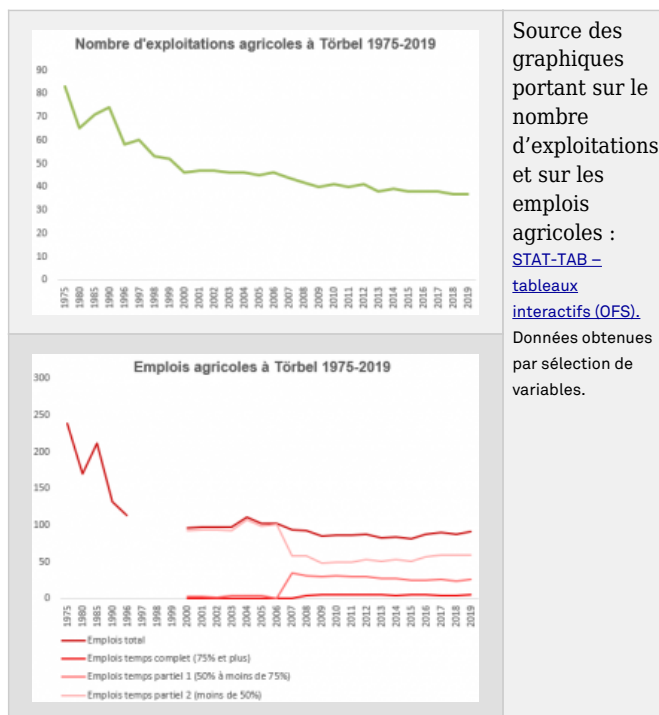 Nombre d'exploitations agricoles à Törbel 1975-2019
90
80
70
60
50
40
30
20
10
0
1975 1980 1985 1990 1996 1997 1998 1999 2000 2001 2002 2003 2004 2005 2006 2007 2008 2009 2010 2011 2012 2013 2014 2015 2016 2017 2018 2019
Emplois agricoles à Törbel 1975-2019
300
250
200
150
100
50
0
1975 1980 1985 1990 1996 1997 1998 1999 2000 2001 2002 2003 2004 2005 2006 2007 2008 2009 2010 2011 2012 2013 2014 2015 2016 2017 2018 2019
Emplois total
Emplois temps complet (75% et plus)
Emplois temps partiel 1 (50% à moins de 75%)
Emplois temps partiel 2 (moins de 50%)
Source des
graphiques
portant sur le
nombre
d’exploitations
et sur les
emplois
agricoles :
STAT-TAB –
tableaux
interactifs (OFS).
Données obtenues
par sélection de
variables.